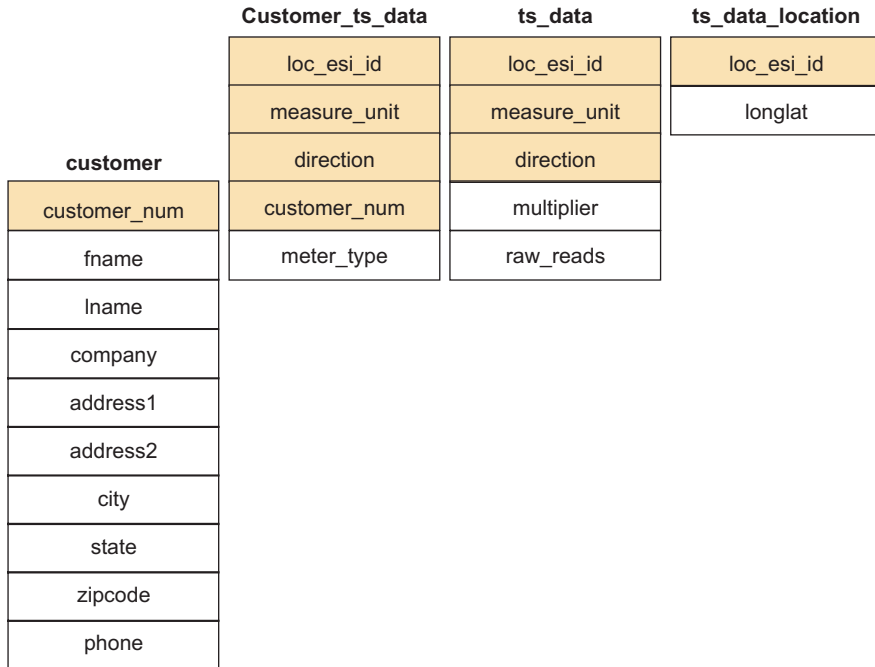 Customer_ts_data
loc_esi_id
measure_unit
direction
customer_num
meter_type
ts_data
loc_esi_id
measure_unit
direction
multiplier
raw_reads
ts_data_location
loc_esi_id
longlat
customer
customer_num
fname
lname
company
address1
address2
city
state
zipcode
phone